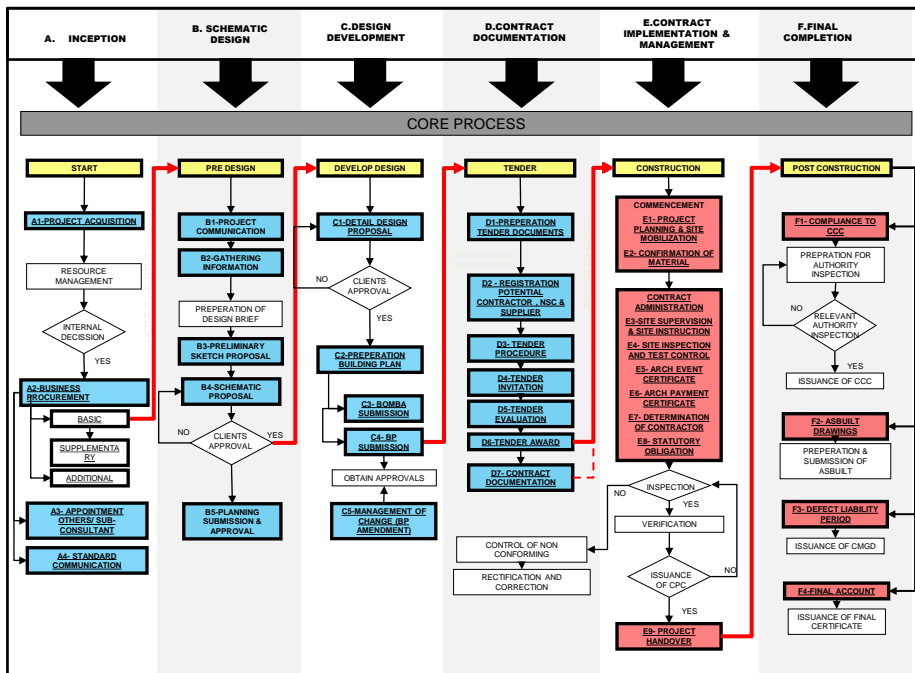 A. INCEPTION
B. SCHEMATIC
DESIGN
C.DESIGN
DEVELOPMENT
D.CONTRACT
DOCUMENTATION
E.CONTRACT
IMPLEMENTATION &
MANAGEMENT
F.FINAL
COMPLETION
CORE PROCESS
START
A1-PROJECT ACQUISITION
RESOURCE
MANAGEMENT
INTERNAL
DECISSION
YES
A2-BUSINESS
PROCUREMENT
BASIC
SUPPLEMENTA
RY
ADDITIONAL
A3- APPOINTMENT
OTHERS/ SUB-
CONSULTANT
A4- STANDARD
COMMUNICATION
PRE DESIGN
B1-PROJECT
COMMUNICATION
B2-GATHERING
INFORMATION
PREPERATION OF
DESIGN BRIEF
B3-PRELIMINARY
SKETCH PROPOSAL
B4-SCHEMATIC
PROPOSAL
NO
CLIENTS
APPROVAL
YES
B5-PLANNING
SUBMISSION &
APPROVAL
DEVELOP DESIGN
C1-DETAIL DESIGN
PROPOSAL
NO
CLIENTS
APPROVAL
YES
C2-PREPERATION
BUILDING PLAN
C3- BOMBA
SUBMISSION
C4- BP
SUBMISSION
OBTAIN APPROVALS
C5-MANAGEMENT OF
CHANGE (BP
AMENDMENT)
TENDER
D1-PREPERATION
TENDER DOCUMENTS
D2 - REGISTRATION
POTENTIAL
CONTRACTOR , NSC &
SUPPLIER
D3- TENDER
PROCEDURE
D4-TENDER
INVITATION
D5-TENDER
EVALUATION
D6-TENDER AWARD
D7- CONTRACT
DOCUMENTATION
CONTROL OF NON
CONFORMING
RECTIFICATION AND
CORRECTION
CONSTRUCTION
COMMENCEMENT
E1- PROJECT
PLANNING & SITE
MOBILIZATION
E2- CONFIRMATION OF
MATERIAL
CONTRACT
ADMINISTRATION
E3-SITE SUPERVISION
& SITE INSTRUCTION
E4- SITE INSPECTION
AND TEST CONTROL
E5- ARCH EVENT
CERTIFICATE
E6- ARCH PAYMENT
CERTIFICATE
E7- DETERMINATION
OF CONTRACTOR
E8- STATUTORY
OBLIGATION
NO
INSPECTION
YES
VERIFICATION
ISSUANCE
OF CPC
NO
YES
E9- PROJECT
HANDOVER
POST CONSTRUCTION
F1- COMPLIANCE TO
CCC
PREPRATION FOR
AUTHORITY
INSPECTION
NO
RELEVANT
AUTHORITY
INSPECTION
YES
ISSUANCE OF CCC
F2- ASBUILT
DRAWINGS
PREPERATION &
SUBMISSION OF
ASBUILT
F3- DEFECT LIABILITY
PERIOD
ISSUANCE OF CMGD
F4-FINAL ACCOUNT
ISSUANCE OF FINAL
CERTIFICATE